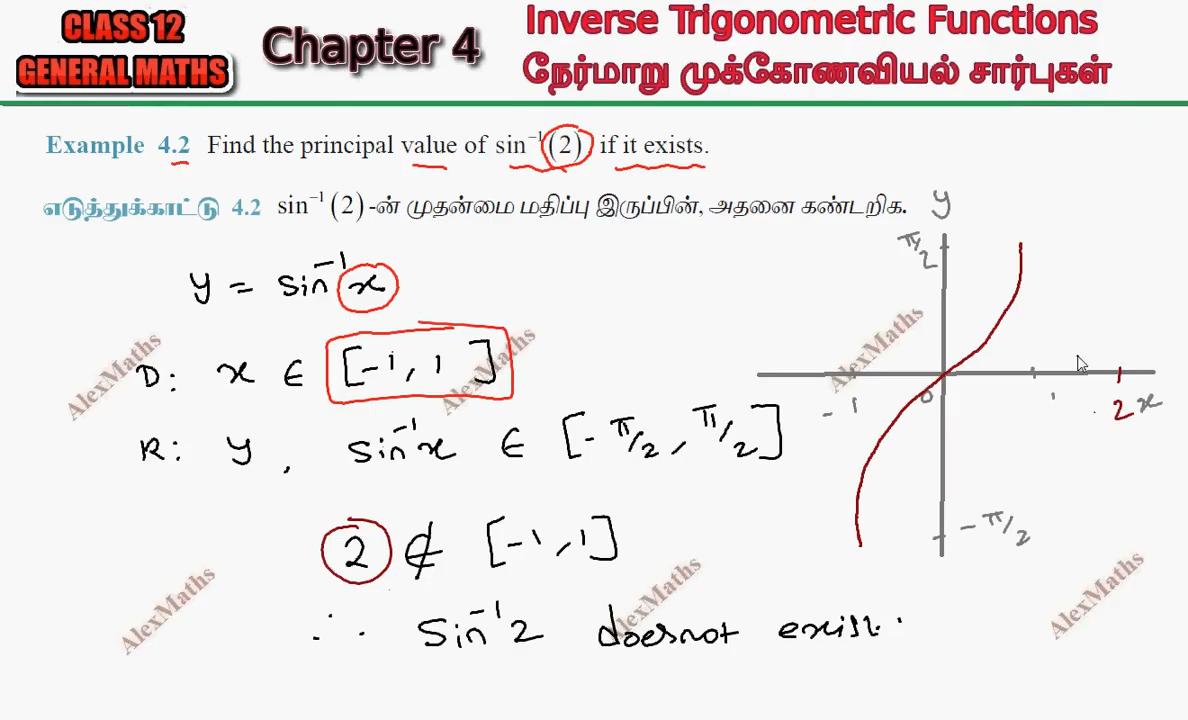 CLASS 12
GENERAL MATHS
Chapter 4
Inverse Trigonometric Functions
நேர்மாறு முக்கோணவியல் சார்புகள்
Example 4.2 Find the principal value of sin⁻¹(2), if it exists.
எடுத்துக்காட்டு 4.2 sin⁻¹(2)-ன் முதன்மை மதிப்பு இருப்பின், அதனை கண்டறிக.
y = sin⁻¹ x
D: x ∈ [-1, 1]
R: y, sin⁻¹x ∈ [-π/2, π/2]
2 ∉ [-1, 1]
∴ sin⁻¹2 doesnot exist.
y
π/2
-1 0 1 2 x
-π/2
AlexMaths
AlexMaths
AlexMaths
AlexMaths
AlexMaths
AlexMaths